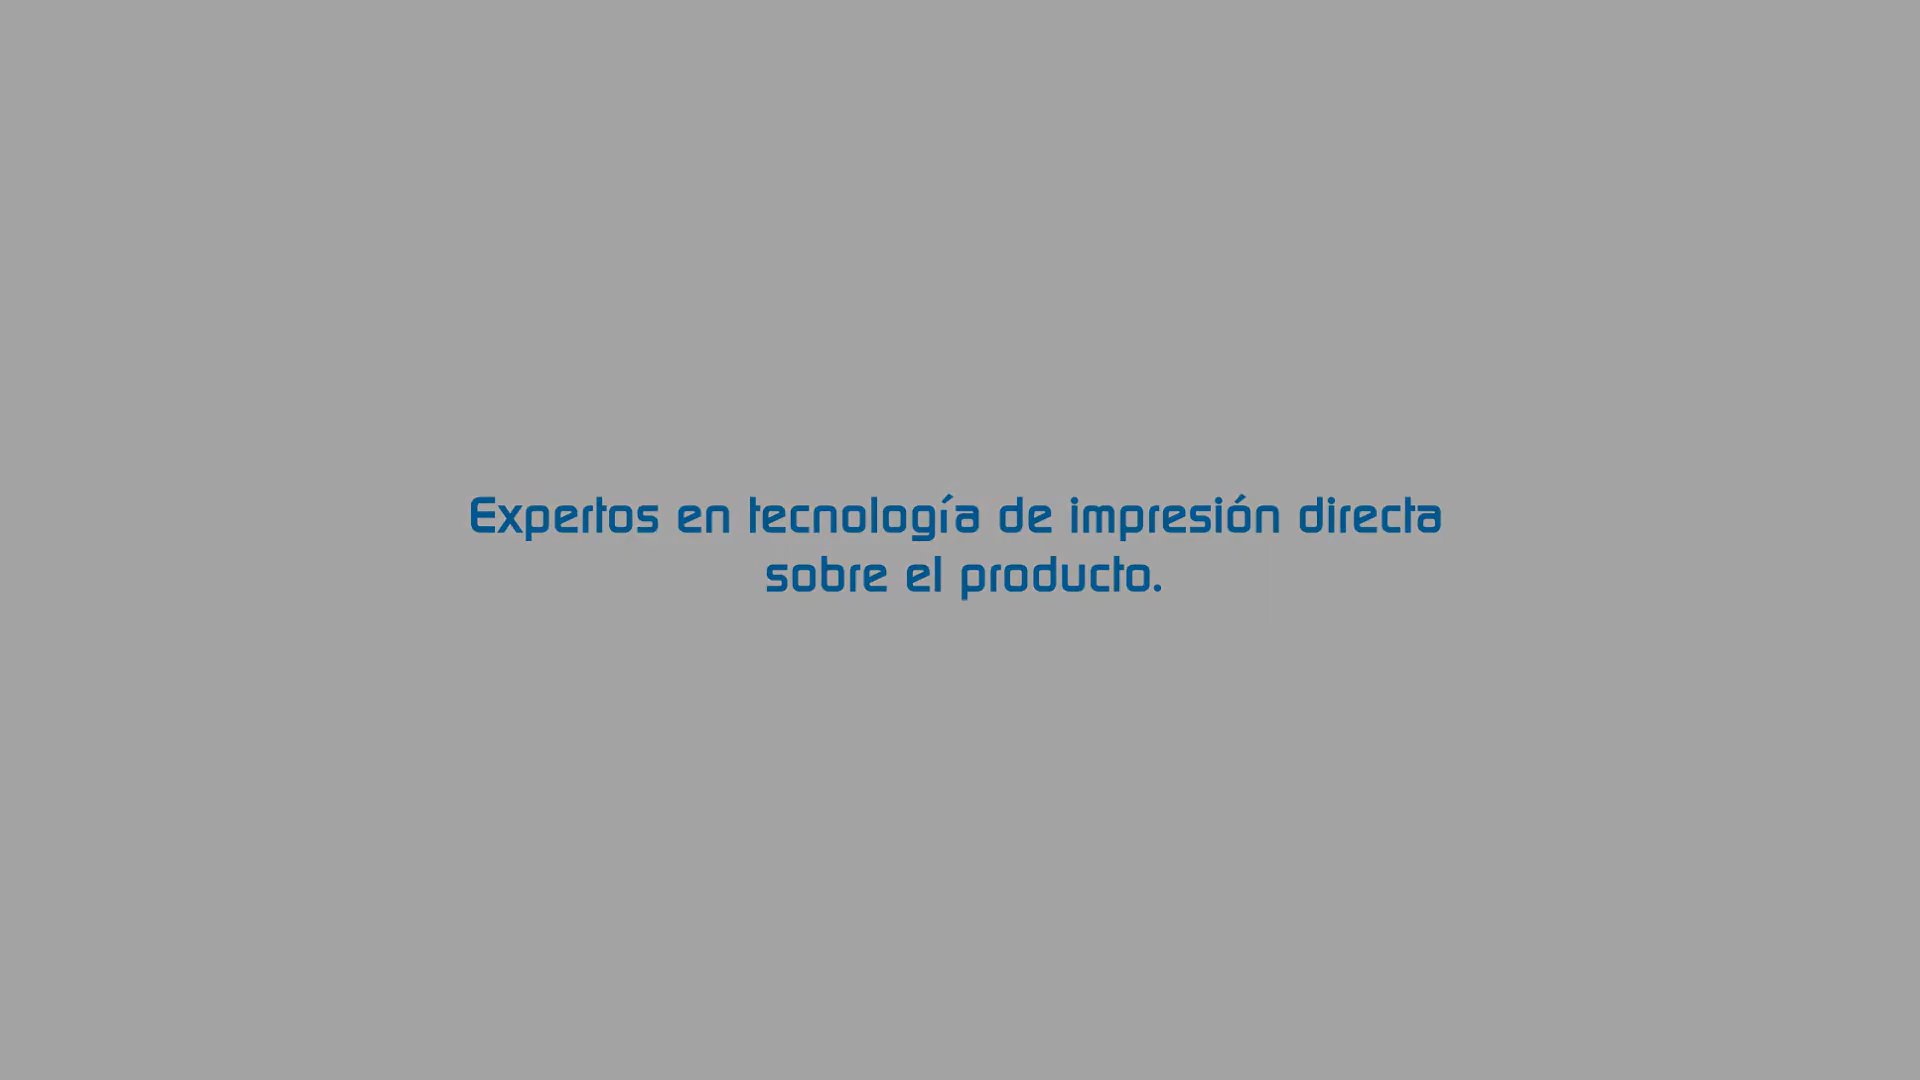 Expertos en tecnología de impresión directa
sobre el producto.